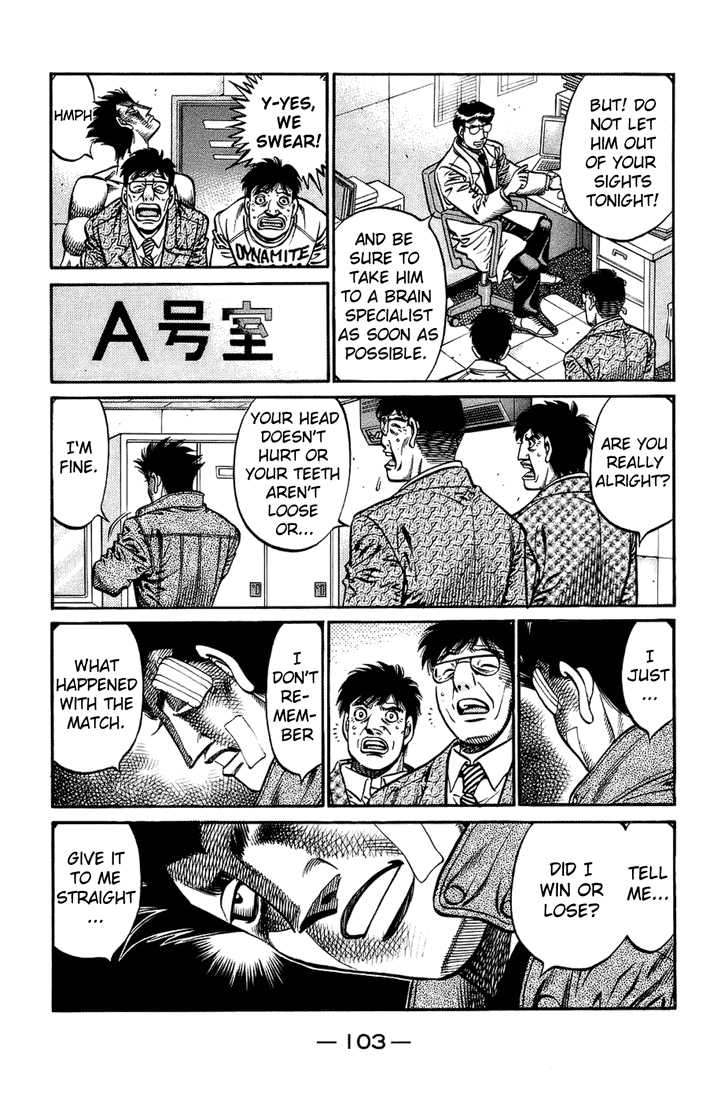 BUT! DO
NOT LET
HIM OUT
OF YOUR
SIGHTS
TONIGHT!
AND BE
SURE TO
TAKE HIM
TO A BRAIN
SPECIALIST
AS SOON AS
POSSIBLE.
Y-YES,
WE
SWEAR!
HMPH
DYNAMITE
A号室
ARE YOU
REALLY
ALRIGHT?
YOUR HEAD
DOESN'T
HURT OR
YOUR TEETH
AREN'T
LOOSE
OR...
I'M
FINE.
I
JUST
...
I
DON'T
RE-
MEM-
BER
WHAT
HAPPENED
WITH THE
MATCH.
TELL
ME...
DID I
WIN OR
LOSE?
GIVE IT
TO ME
STRAIGHT
...
— 103 —